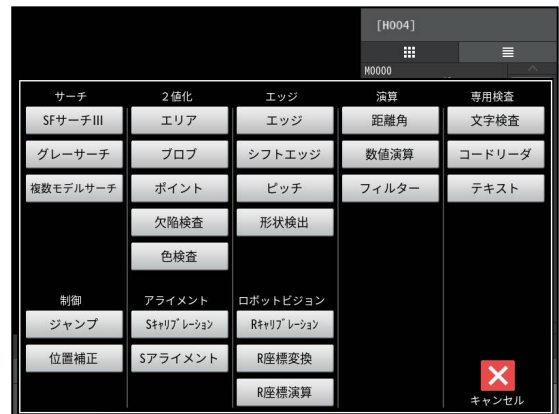 [H004]
M0000
サーチ 2値化 エッジ 演算 専用検査
SFサーチIII エリア エッジ 距離角 文字検査
グレーサーチ ブロブ シフトエッジ 数値演算 コードリーダ
複数モデルサーチ ポイント ピッチ フィルター テキスト
欠陥検査 形状検出
色検査
制御 アライメント ロボットビジョン
ジャンプ Sｷｬﾘﾌﾞﾚｰｼｮﾝ Rｷｬﾘﾌﾞﾚｰｼｮﾝ
位置補正 Sアライメント R座標変換
R座標演算
キャンセル